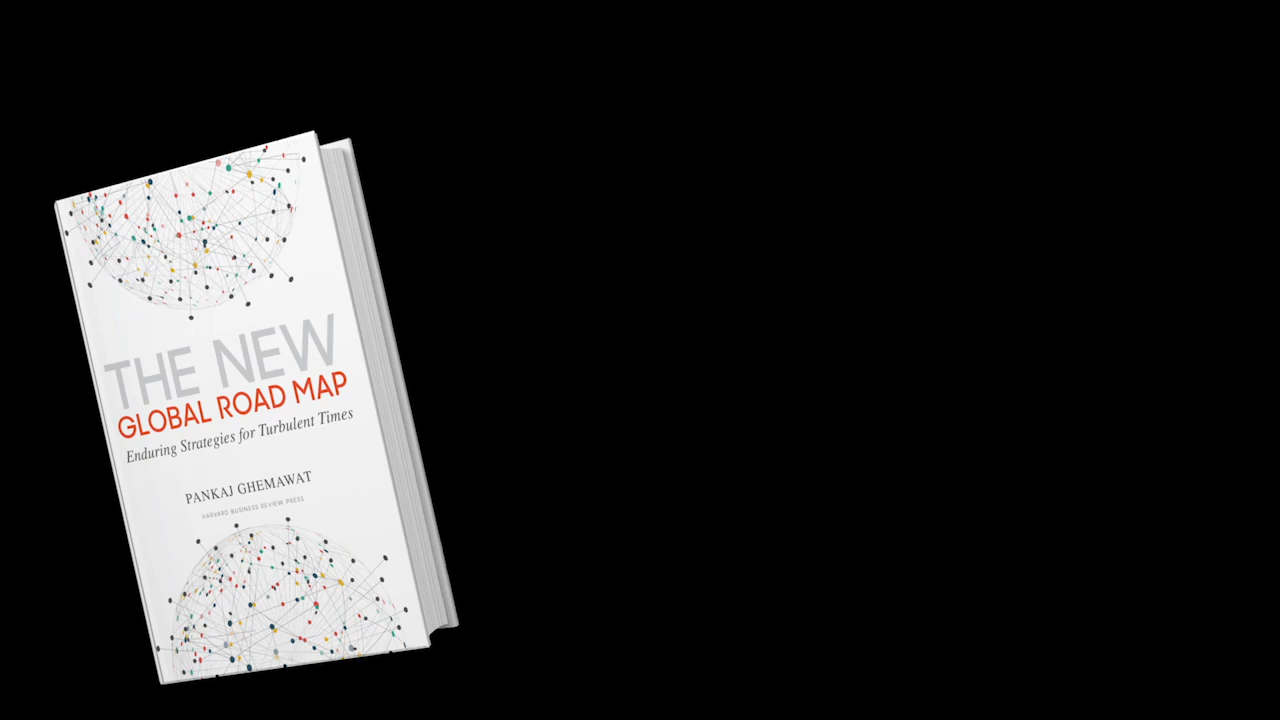 THE NEW
GLOBAL ROAD MAP
Enduring Strategies for Turbulent Times
PANKAJ GHEMAWAT
HARVARD BUSINESS REVIEW PRESS